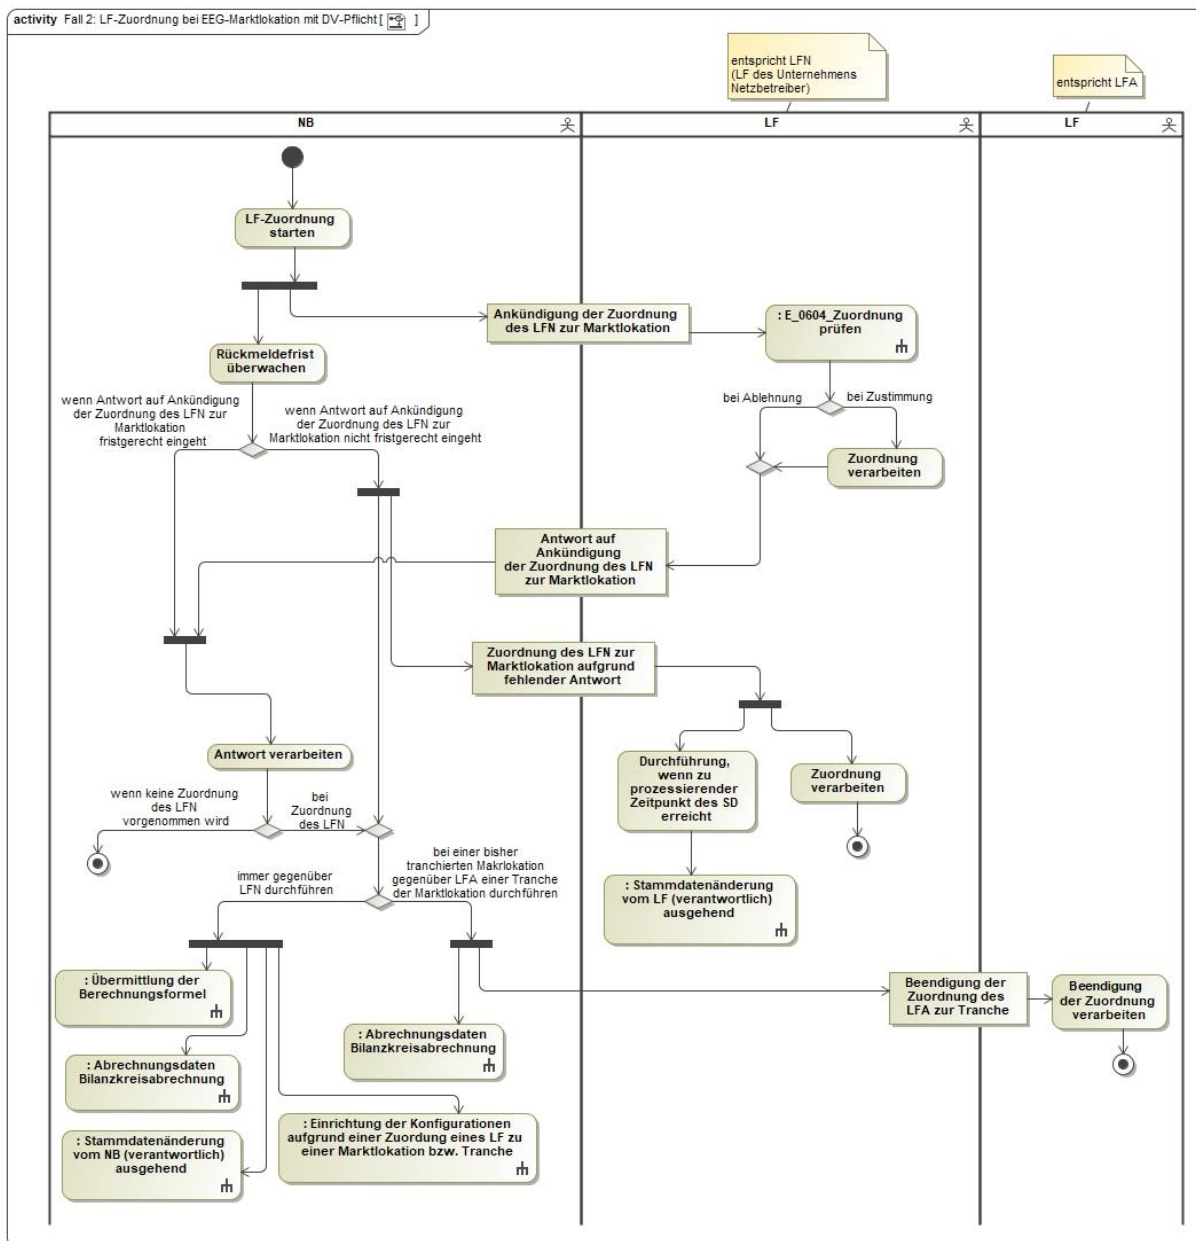 activity Fall 2: LF-Zuordnung bei EEG-Marktlokation mit DV-Pflicht [ ]
entspricht LFN
(LF des Unternehmens
Netzbetreiber)
entspricht LFA
NB
LF
LF
LF-Zuordnung
starten
Ankündigung der Zuordnung
des LFN zur Marktlokation
: E_0604_Zuordnung
prüfen
Rückmeldefrist
überwachen
wenn Antwort auf Ankündigung
der Zuordnung des LFN zur
Marktlokation
fristgerecht eingeht
wenn Antwort auf Ankündigung
der Zuordnung des LFN zur
Marktlokation nicht fristgerecht eingeht
bei Ablehnung
bei Zustimmung
Zuordnung
verarbeiten
Antwort auf
Ankündigung
der Zuordnung des LFN
zur Marktlokation
Zuordnung des LFN zur
Marktlokation aufgrund
fehlender Antwort
Antwort verarbeiten
Durchführung,
wenn zu
prozessierender
Zeitpunkt des SD
erreicht
Zuordnung
verarbeiten
wenn keine Zuordnung
des LFN
vorgenommen wird
bei
Zuordnung
des LFN
immer gegenüber
LFN durchführen
bei einer bisher
tranchierten Makrlokation
gegenüber LFA einer Tranche
der Marktlokation durchführen
: Stammdatenänderung
vom LF (verantwortlich)
ausgehend
: Übermittlung der
Berechnungsformel
Beendigung der
Zuordnung des
LFA zur Tranche
Beendigung
der Zuordnung
verarbeiten
: Abrechnungsdaten
Bilanzkreisabrechnung
: Abrechnungsdaten
Bilanzkreisabrechnung
: Einrichtung der Konfigurationen
aufgrund einer Zuordung eines LF zu
einer Marktlokation bzw. Tranche
: Stammdatenänderung
vom NB (verantwortlich)
ausgehend